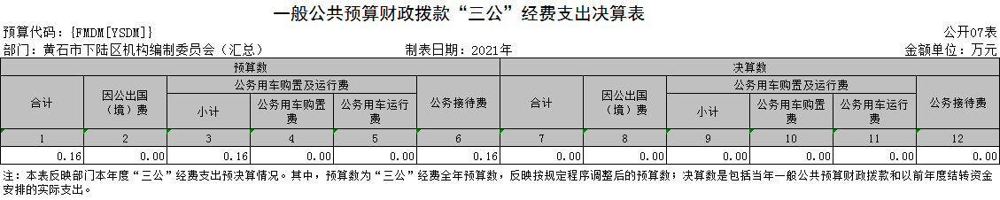 一般公共预算财政拨款“三公”经费支出决算表
预算代码：{FMDM[YSDM]}
公开07表
部门：黄石市下陆区机构编制委员会（汇总）
制表日期：2021年
金额单位：万元
预算数
决算数
合计
因公出国
（境）费
公务用车购置及运行费
公务接待费
小计
公务用车购置
费
公务用车运行
费
合计
因公出国
（境）费
公务用车购置及运行费
公务接待费
小计
公务用车购置
费
公务用车运行
费
1 2 3 4 5 6 7 8 9 10 11 12
0.16 0.00 0.16 0.00 0.00 0.16 0.00 0.00 0.00 0.00 0.00 0.00
注：本表反映部门本年度“三公”经费支出预决算情况。其中，预算数为“三公”经费全年预算数，反映按规定程序调整后的预算数；决算数是包括当年一般公共预算财政拨款和以前年度结转资金
安排的实际支出。